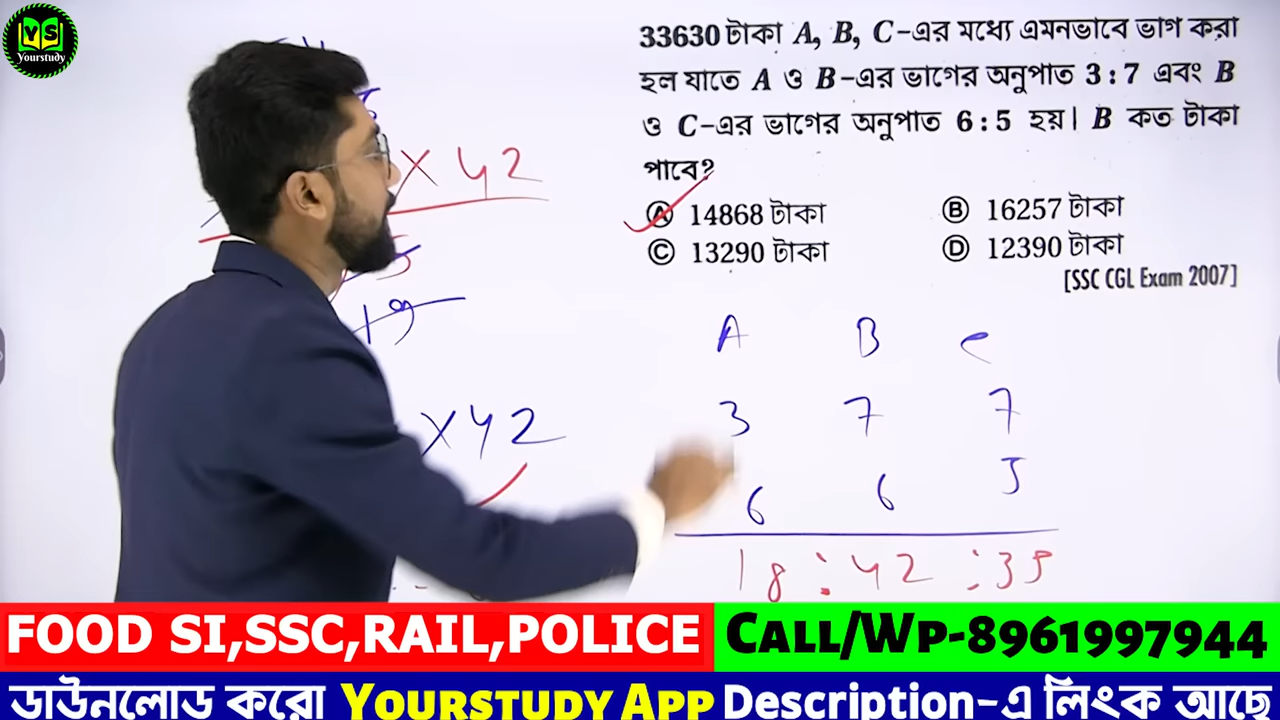 YS
Yourstudy
33630 টাকা A, B, C-এর মধ্যে এমনভাবে ভাগ করা
হল যাতে A ও B-এর ভাগের অনুপাত 3 : 7 এবং B
ও C-এর ভাগের অনুপাত 6 : 5 হয়। B কত টাকা
পাবে?
Ⓐ 14868 টাকা Ⓑ 16257 টাকা
Ⓒ 13290 টাকা Ⓓ 12390 টাকা
[SSC CGL Exam 2007]
× 42
19
× 42
A B C
3 7 7
6 6 5
18 : 42 : 35
FOOD SI,SSC,RAIL,POLICE
CALL/WP-8961997944
ডাউনলোড করো YOURSTUDY APP Description-এ লিংক আছে